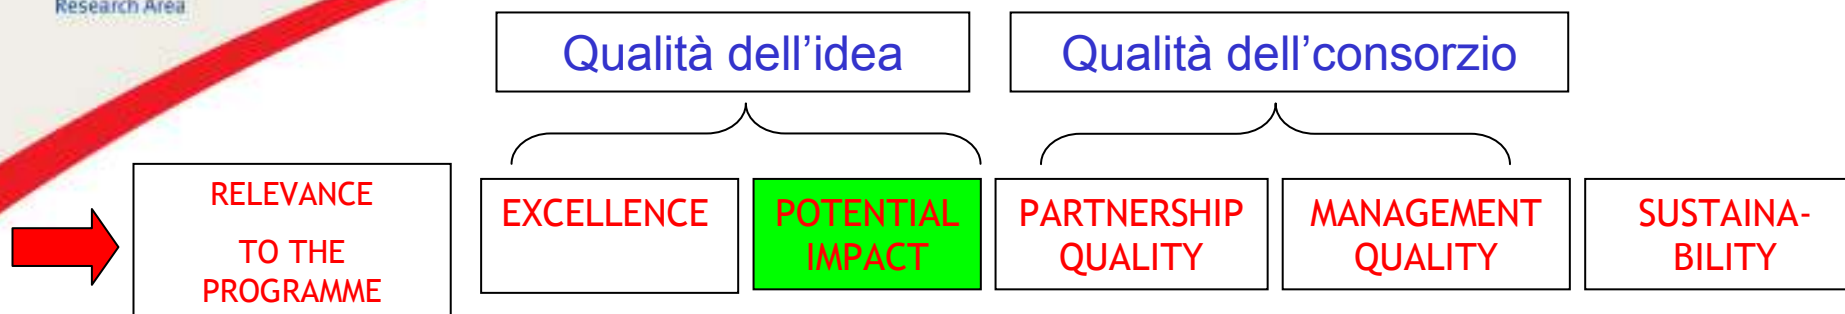 Research Area
Qualità dell’idea
Qualità dell’consorzio
RELEVANCE
TO THE
PROGRAMME
EXCELLENCE
POTENTIAL
IMPACT
PARTNERSHIP
QUALITY
MANAGEMENT
QUALITY
SUSTAINA-
BILITY